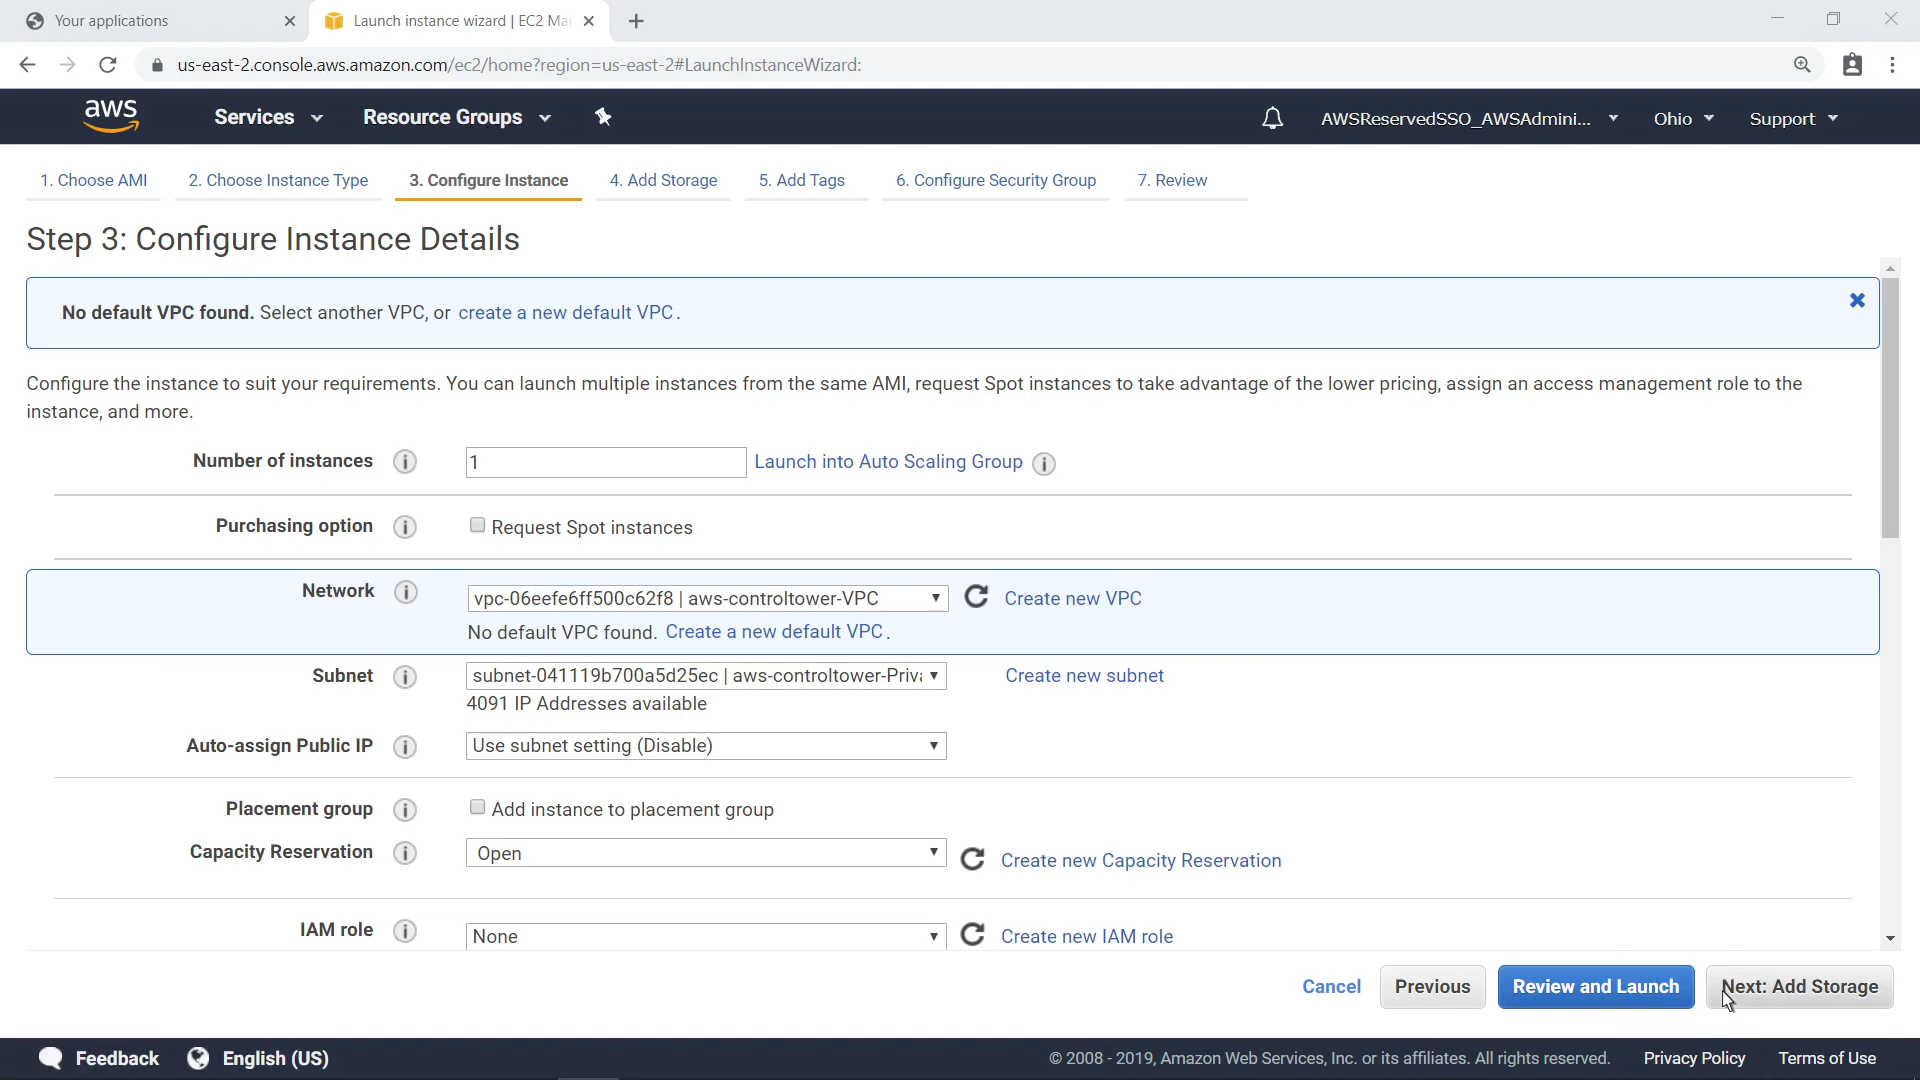 Your applications
Launch instance wizard | EC2 Ma
us-east-2.console.aws.amazon.com/ec2/home?region=us-east-2#LaunchInstanceWizard:
aws Services Resource Groups AWSReservedSSO_AWSAdmini... Ohio Support
1. Choose AMI 2. Choose Instance Type 3. Configure Instance 4. Add Storage 5. Add Tags 6. Configure Security Group 7. Review
Step 3: Configure Instance Details
No default VPC found. Select another VPC, or create a new default VPC.
Configure the instance to suit your requirements. You can launch multiple instances from the same AMI, request Spot instances to take advantage of the lower pricing, assign an access management role to the
instance, and more.
Number of instances i 1 Launch into Auto Scaling Group i
Purchasing option i Request Spot instances
Network i vpc-06eefe6ff500c62f8 | aws-controltower-VPC Create new VPC
No default VPC found. Create a new default VPC.
Subnet i subnet-041119b700a5d25ec | aws-controltower-Priva Create new subnet
4091 IP Addresses available
Auto-assign Public IP i Use subnet setting (Disable)
Placement group i Add instance to placement group
Capacity Reservation i Open Create new Capacity Reservation
IAM role i None Create new IAM role
Cancel Previous Review and Launch Next: Add Storage
Feedback English (US) © 2008 - 2019, Amazon Web Services, Inc. or its affiliates. All rights reserved. Privacy Policy Terms of Use